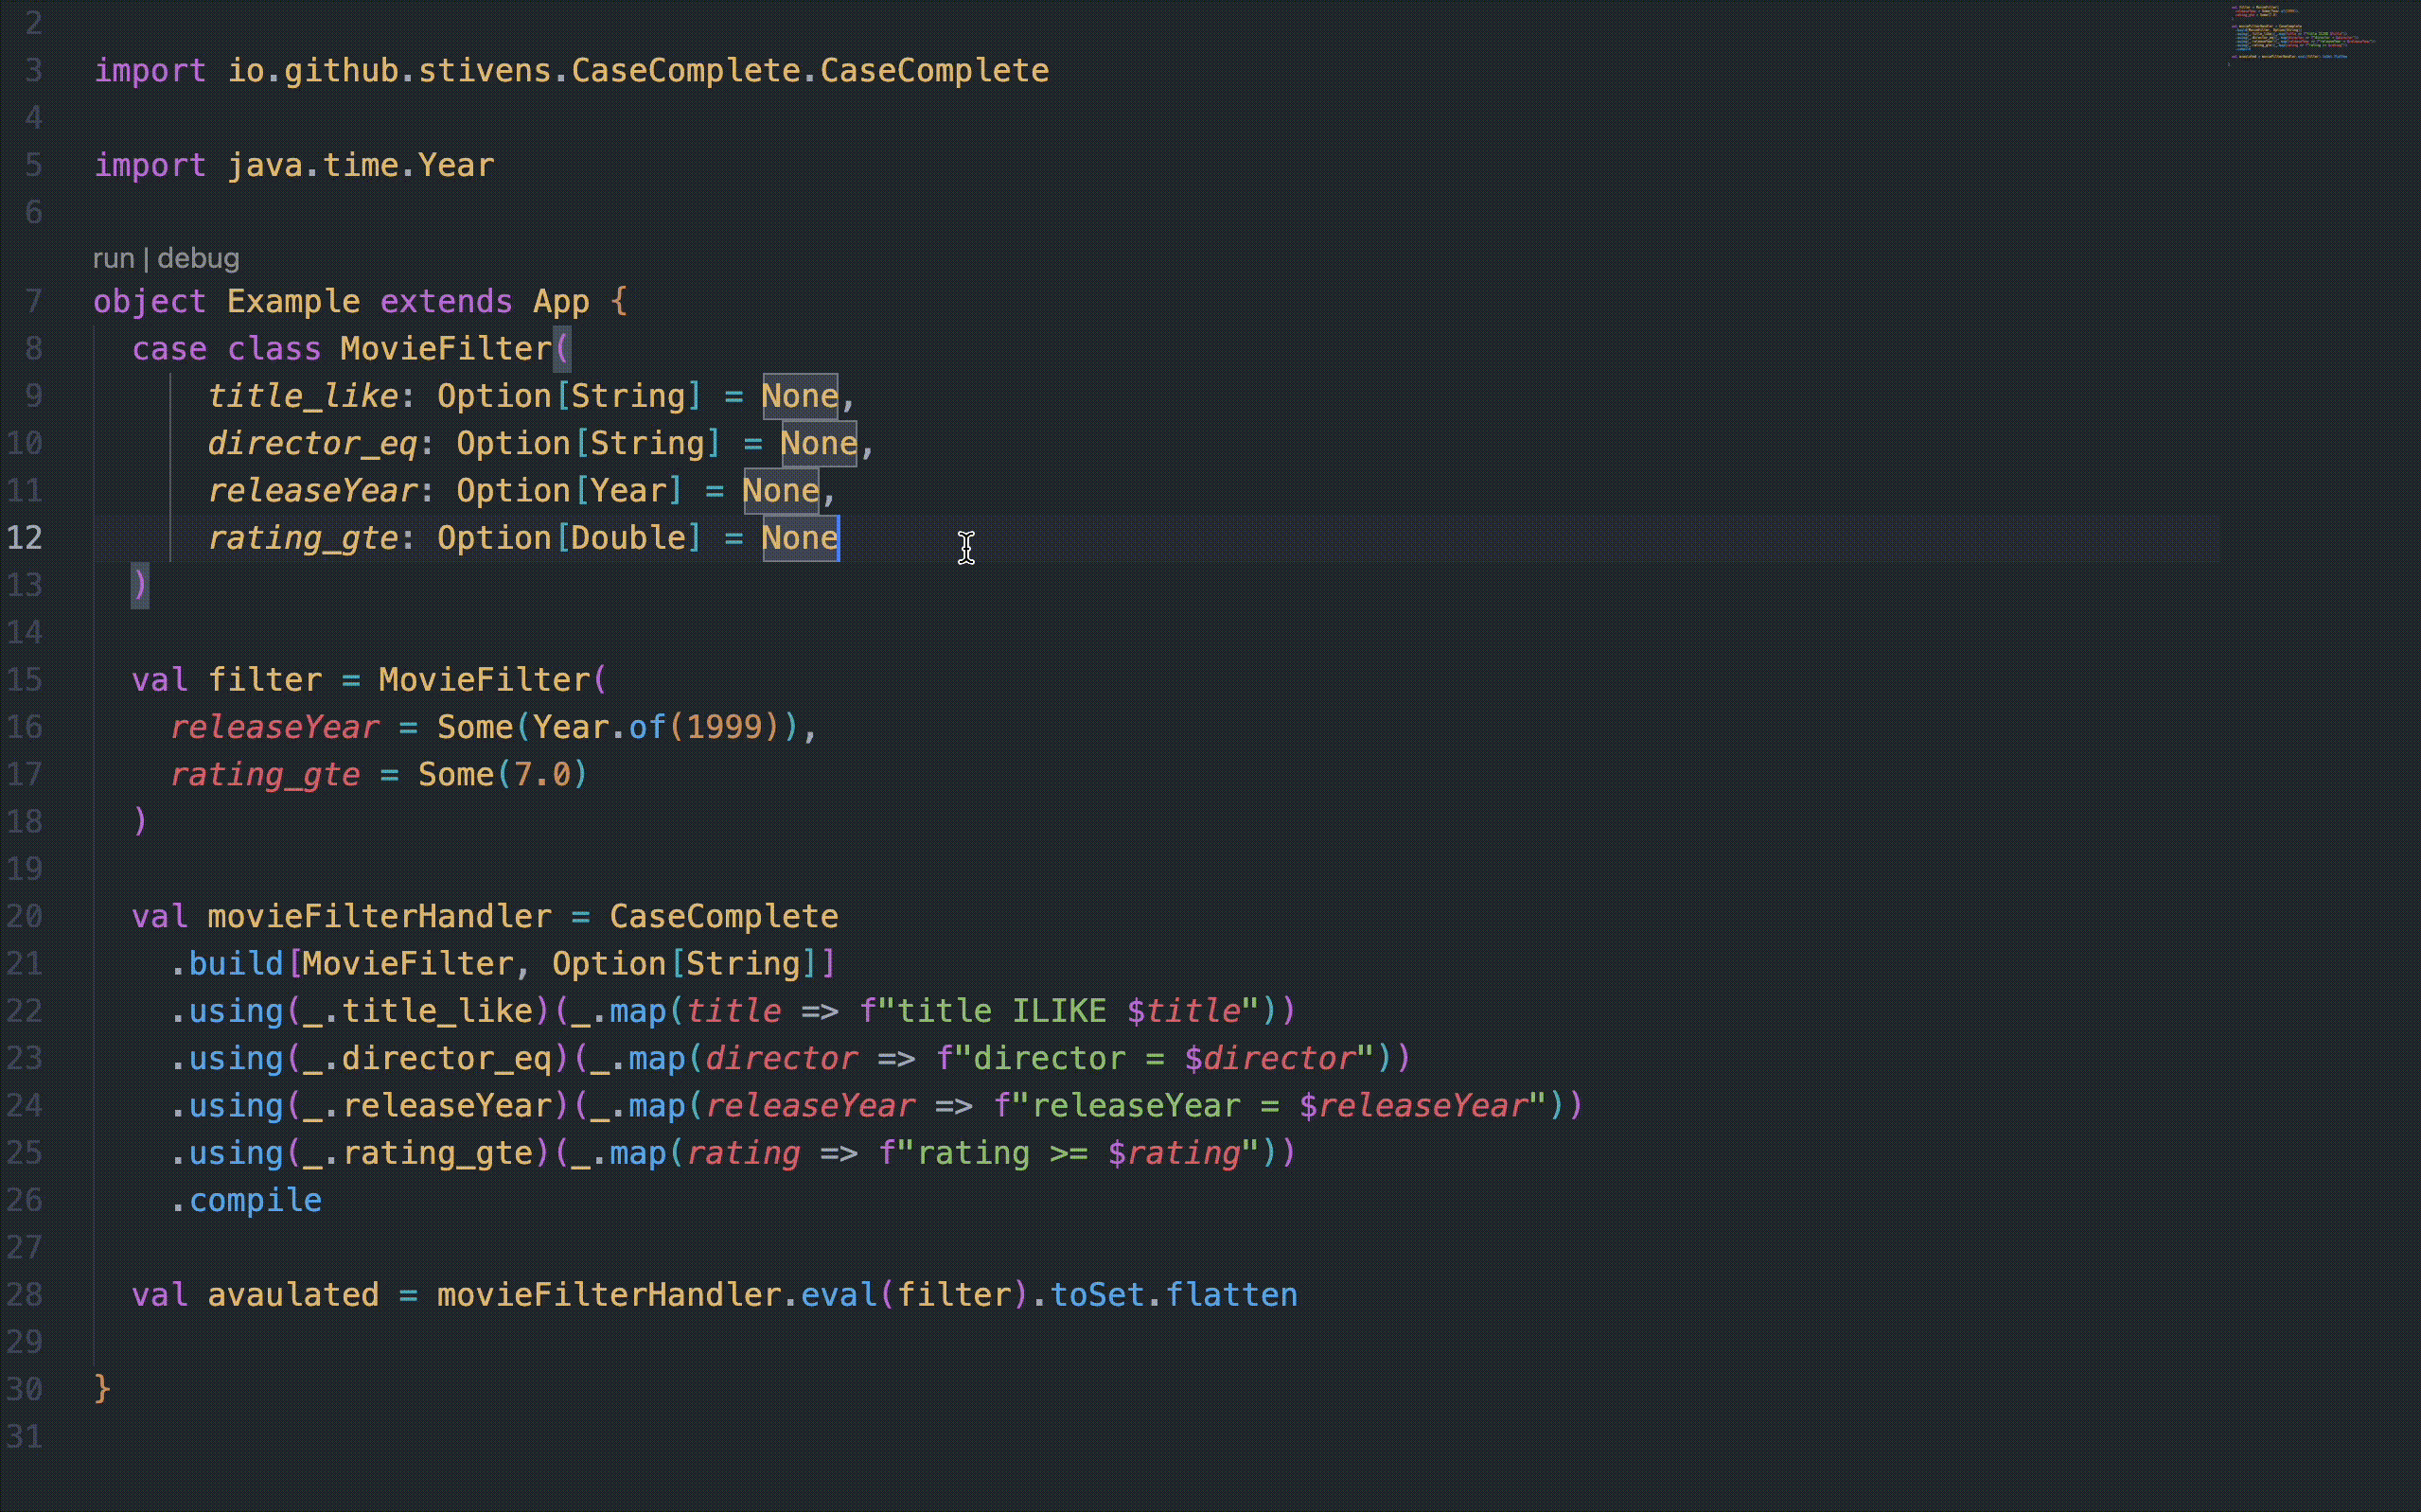 2
3 import io.github.stivens.CaseComplete.CaseComplete
4
5 import java.time.Year
6
run | debug
7 object Example extends App {
8 case class MovieFilter(
9 title_like: Option[String] = None,
10 director_eq: Option[String] = None,
11 releaseYear: Option[Year] = None,
12 rating_gte: Option[Double] = None
13 )
14
15 val filter = MovieFilter(
16 releaseYear = Some(Year.of(1999)),
17 rating_gte = Some(7.0)
18 )
19
20 val movieFilterHandler = CaseComplete
21 .build[MovieFilter, Option[String]]
22 .using(_.title_like)(_.map(title => f"title ILIKE $title"))
23 .using(_.director_eq)(_.map(director => f"director = $director"))
24 .using(_.releaseYear)(_.map(releaseYear => f"releaseYear = $releaseYear"))
25 .using(_.rating_gte)(_.map(rating => f"rating >= $rating"))
26 .compile
27
28 val avaulated = movieFilterHandler.eval(filter).toSet.flatten
29
30 }
31